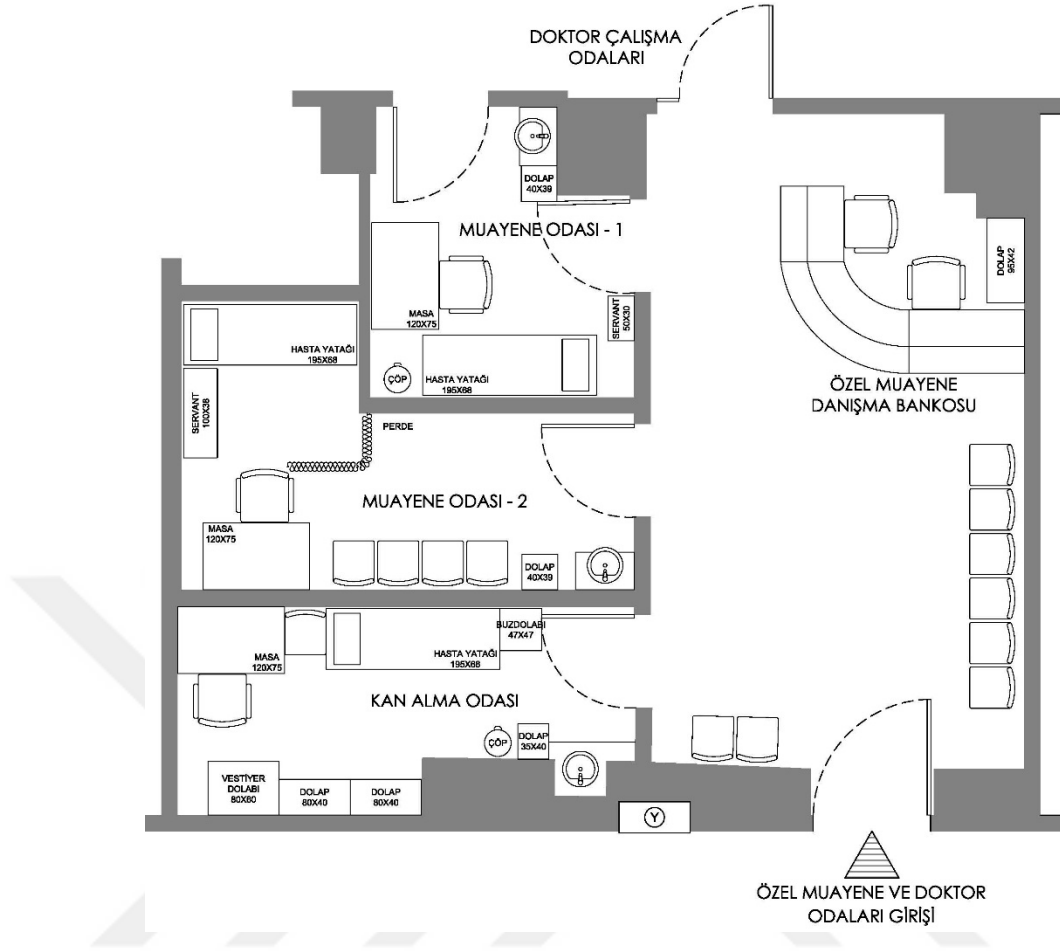 DOKTOR ÇALIŞMA
ODALARI
DOLAP
40X39
MUAYENE ODASI - 1
DOLAP
95X42
MASA
120X75
SERVANT
50X30
HASTA YATAĞI
195X68
ÇÖP
HASTA YATAĞI
195X68
ÖZEL MUAYENE
DANIŞMA BANKOSU
SERVANT
100X38
PERDE
MUAYENE ODASI - 2
MASA
120X75
DOLAP
40X39
BUZDOLABI
47X47
MASA
120X75
HASTA YATAĞI
195X68
KAN ALMA ODASI
ÇÖP
DOLAP
35X40
VESTİYER
DOLABI
80X60
DOLAP
80X40
DOLAP
80X40
Y
ÖZEL MUAYENE VE DOKTOR
ODALARI GİRİŞİ